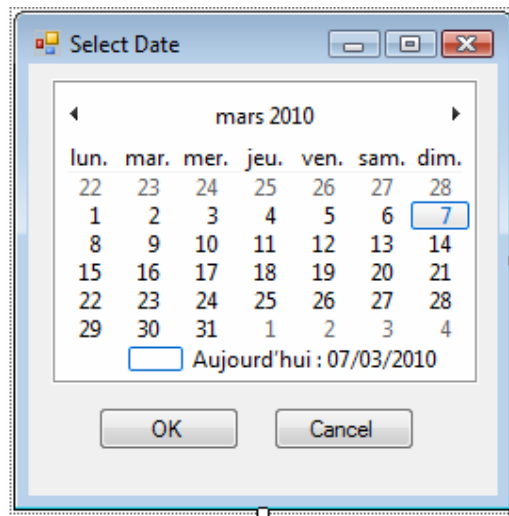 Select Date
mars 2010
lun. mar. mer. jeu. ven. sam. dim.
22 23 24 25 26 27 28
1 2 3 4 5 6 7
8 9 10 11 12 13 14
15 16 17 18 19 20 21
22 23 24 25 26 27 28
29 30 31 1 2 3 4
Aujourd'hui : 07/03/2010
OK Cancel